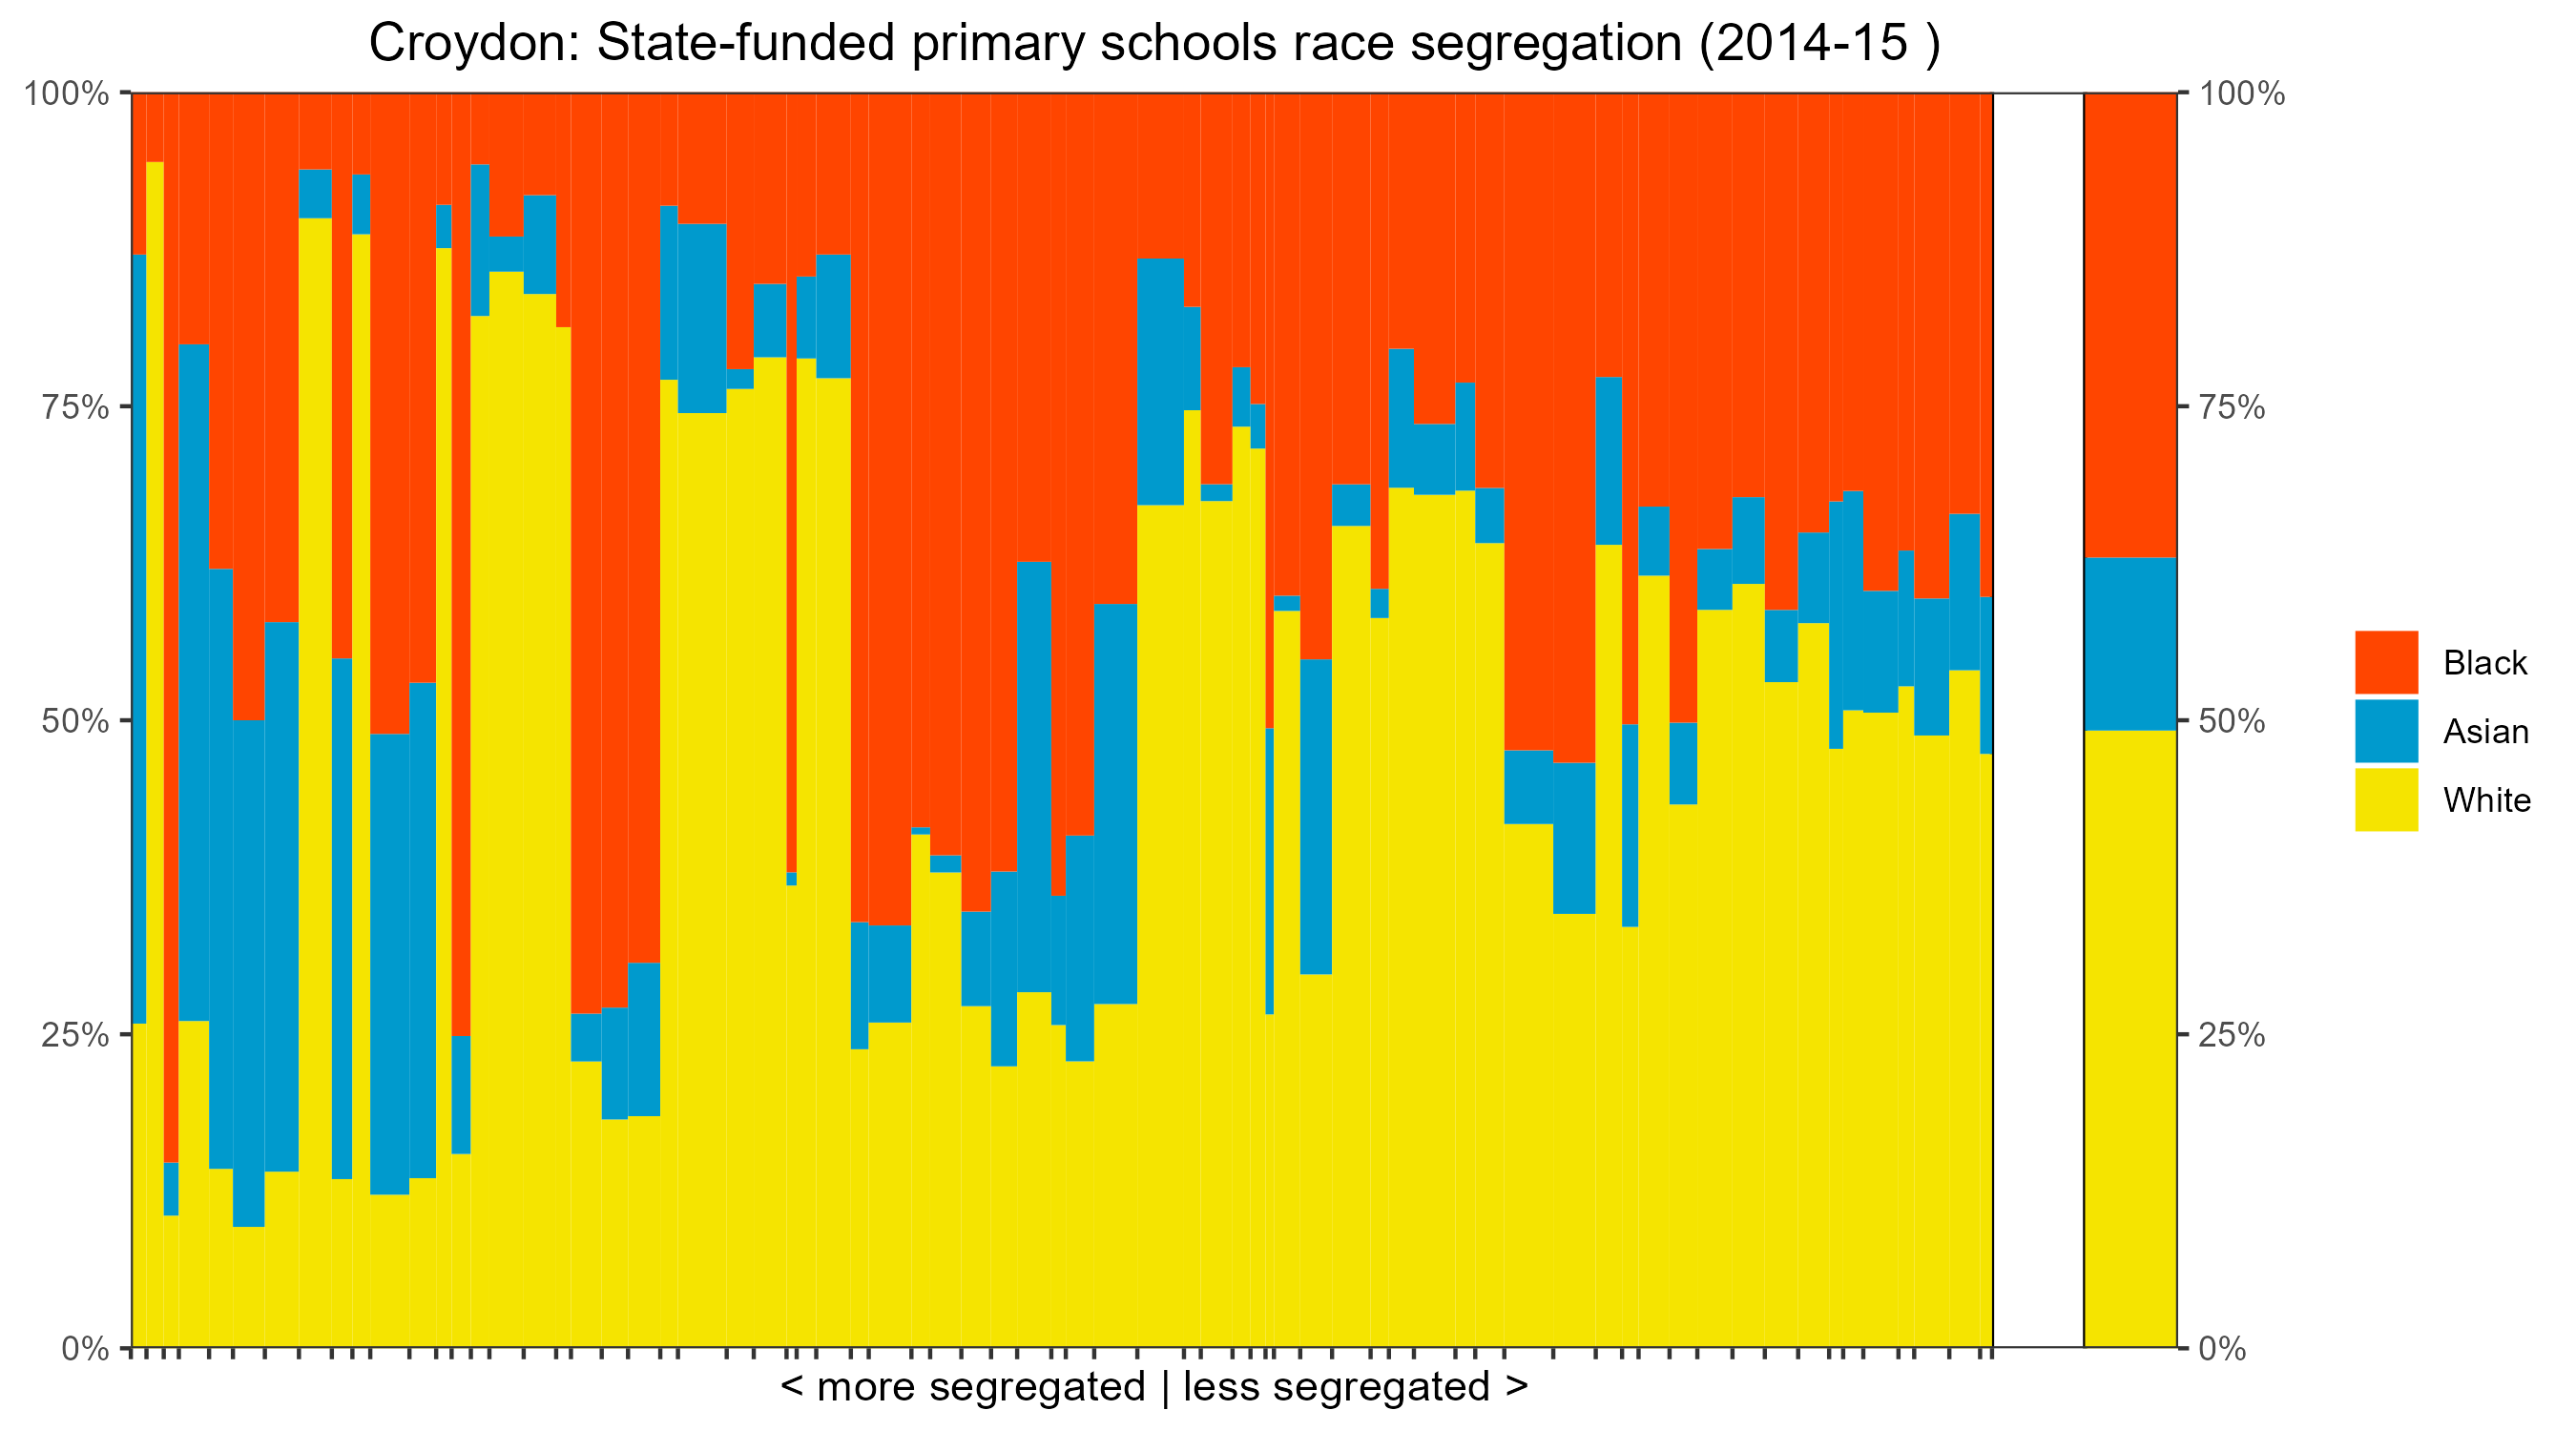 Croydon: State-funded primary schools race segregation (2014-15 )
100%
75%
50%
25%
0%
100%
75%
50%
25%
0%
Black
Asian
White
< more segregated | less segregated >